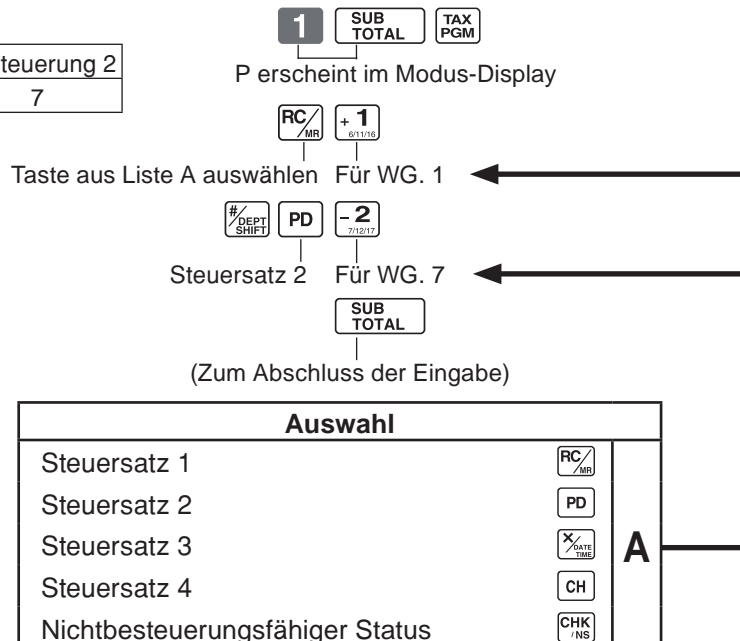 1 SUB TOTAL TAX PGM
P erscheint im Modus-Display
teuerung 2
7
RC/MR + 1 6/11/16
Taste aus Liste A auswählen Für WG. 1
#/DEPT SHIFT PD - 2 7/12/17
Steuersatz 2 Für WG. 7
SUB TOTAL
(Zum Abschluss der Eingabe)
Auswahl
Steuersatz 1 RC/MR
Steuersatz 2 PD
Steuersatz 3 ×/DATE TIME
A
Steuersatz 4 CH
Nichtbesteuerungsfähiger Status CHK/NS